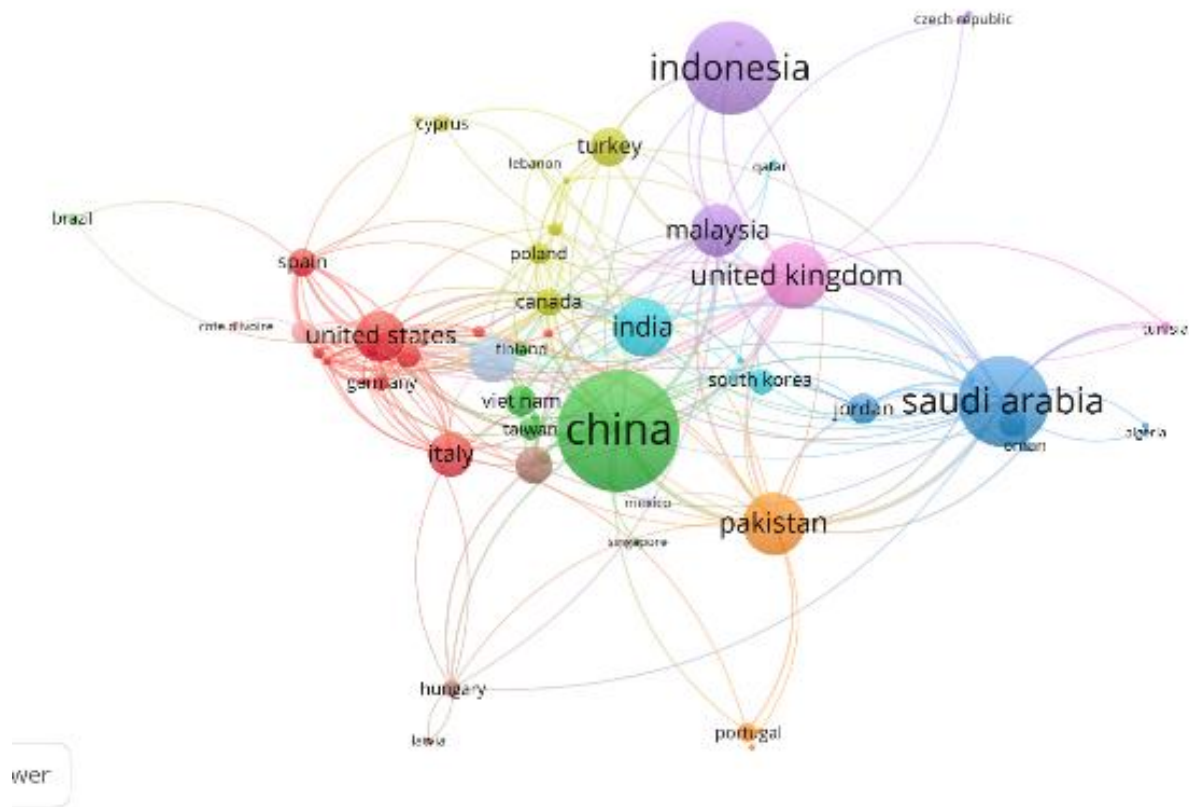 czech republic
indonesia
cyprus
turkey
lebanon
qatar
brazil
malaysia
poland
spain
united kingdom
canada
cote d'ivoire
united states
india
tunisia
finland
germany
south korea
viet nam
saudi arabia
jordan
taiwan
china
algeria
oman
italy
mexico
pakistan
singapore
hungary
portugal
latvia
wer